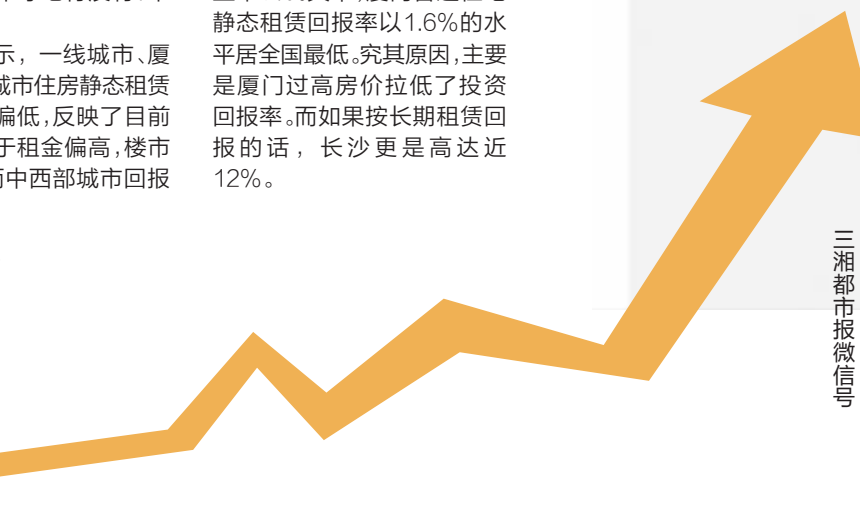 示，一线城市、厦
城市住房静态租赁
偏低，反映了目前
于租金偏高，楼市
而中西部城市回报
静态租赁回报率以1.6%的水
平居全国最低。究其原因，主要
是厦门过高房价拉低了投资
回报率。而如果按长期租赁回
报的话，长沙更是高达近
12%。
三湘都市报微信号